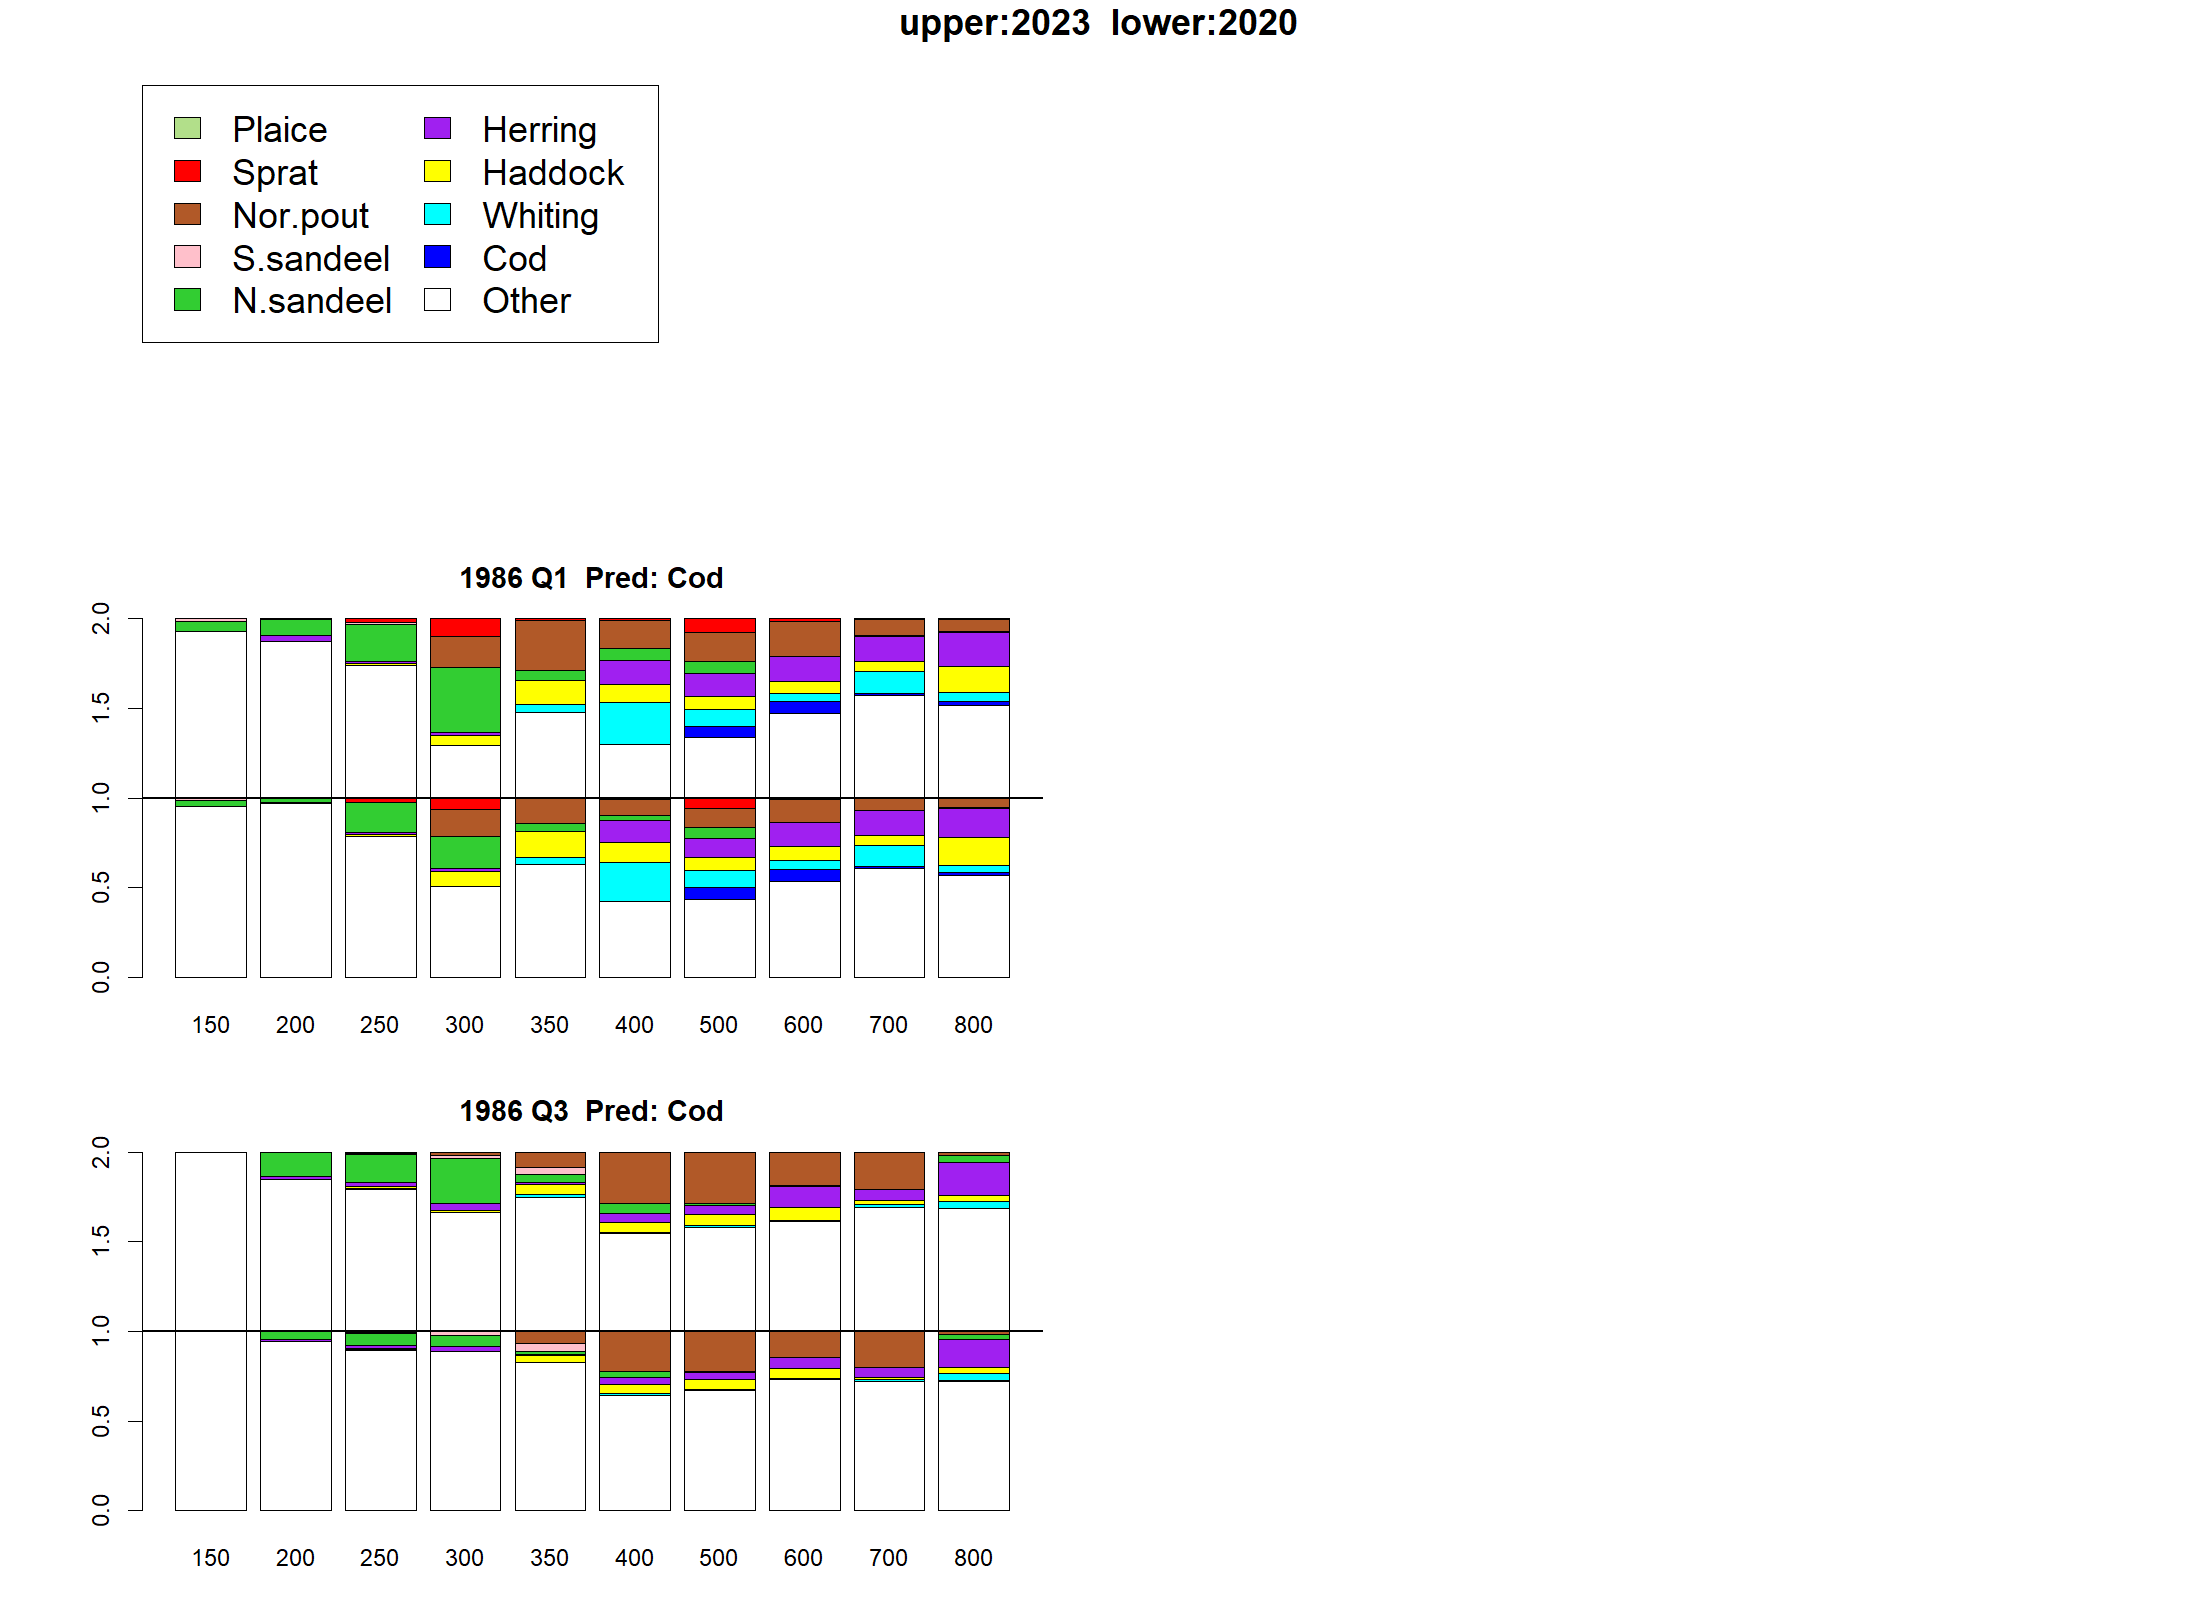 upper:2023  lower:2020
Plaice
Sprat
Nor.pout
S.sandeel
N.sandeel
Herring
Haddock
Whiting
Cod
Other
1986 Q1  Pred: Cod
2.0
1.5
1.0
0.5
0.0
150 200 250 300 350 400 500 600 700 800
1986 Q3  Pred: Cod
2.0
1.5
1.0
0.5
0.0
150 200 250 300 350 400 500 600 700 800